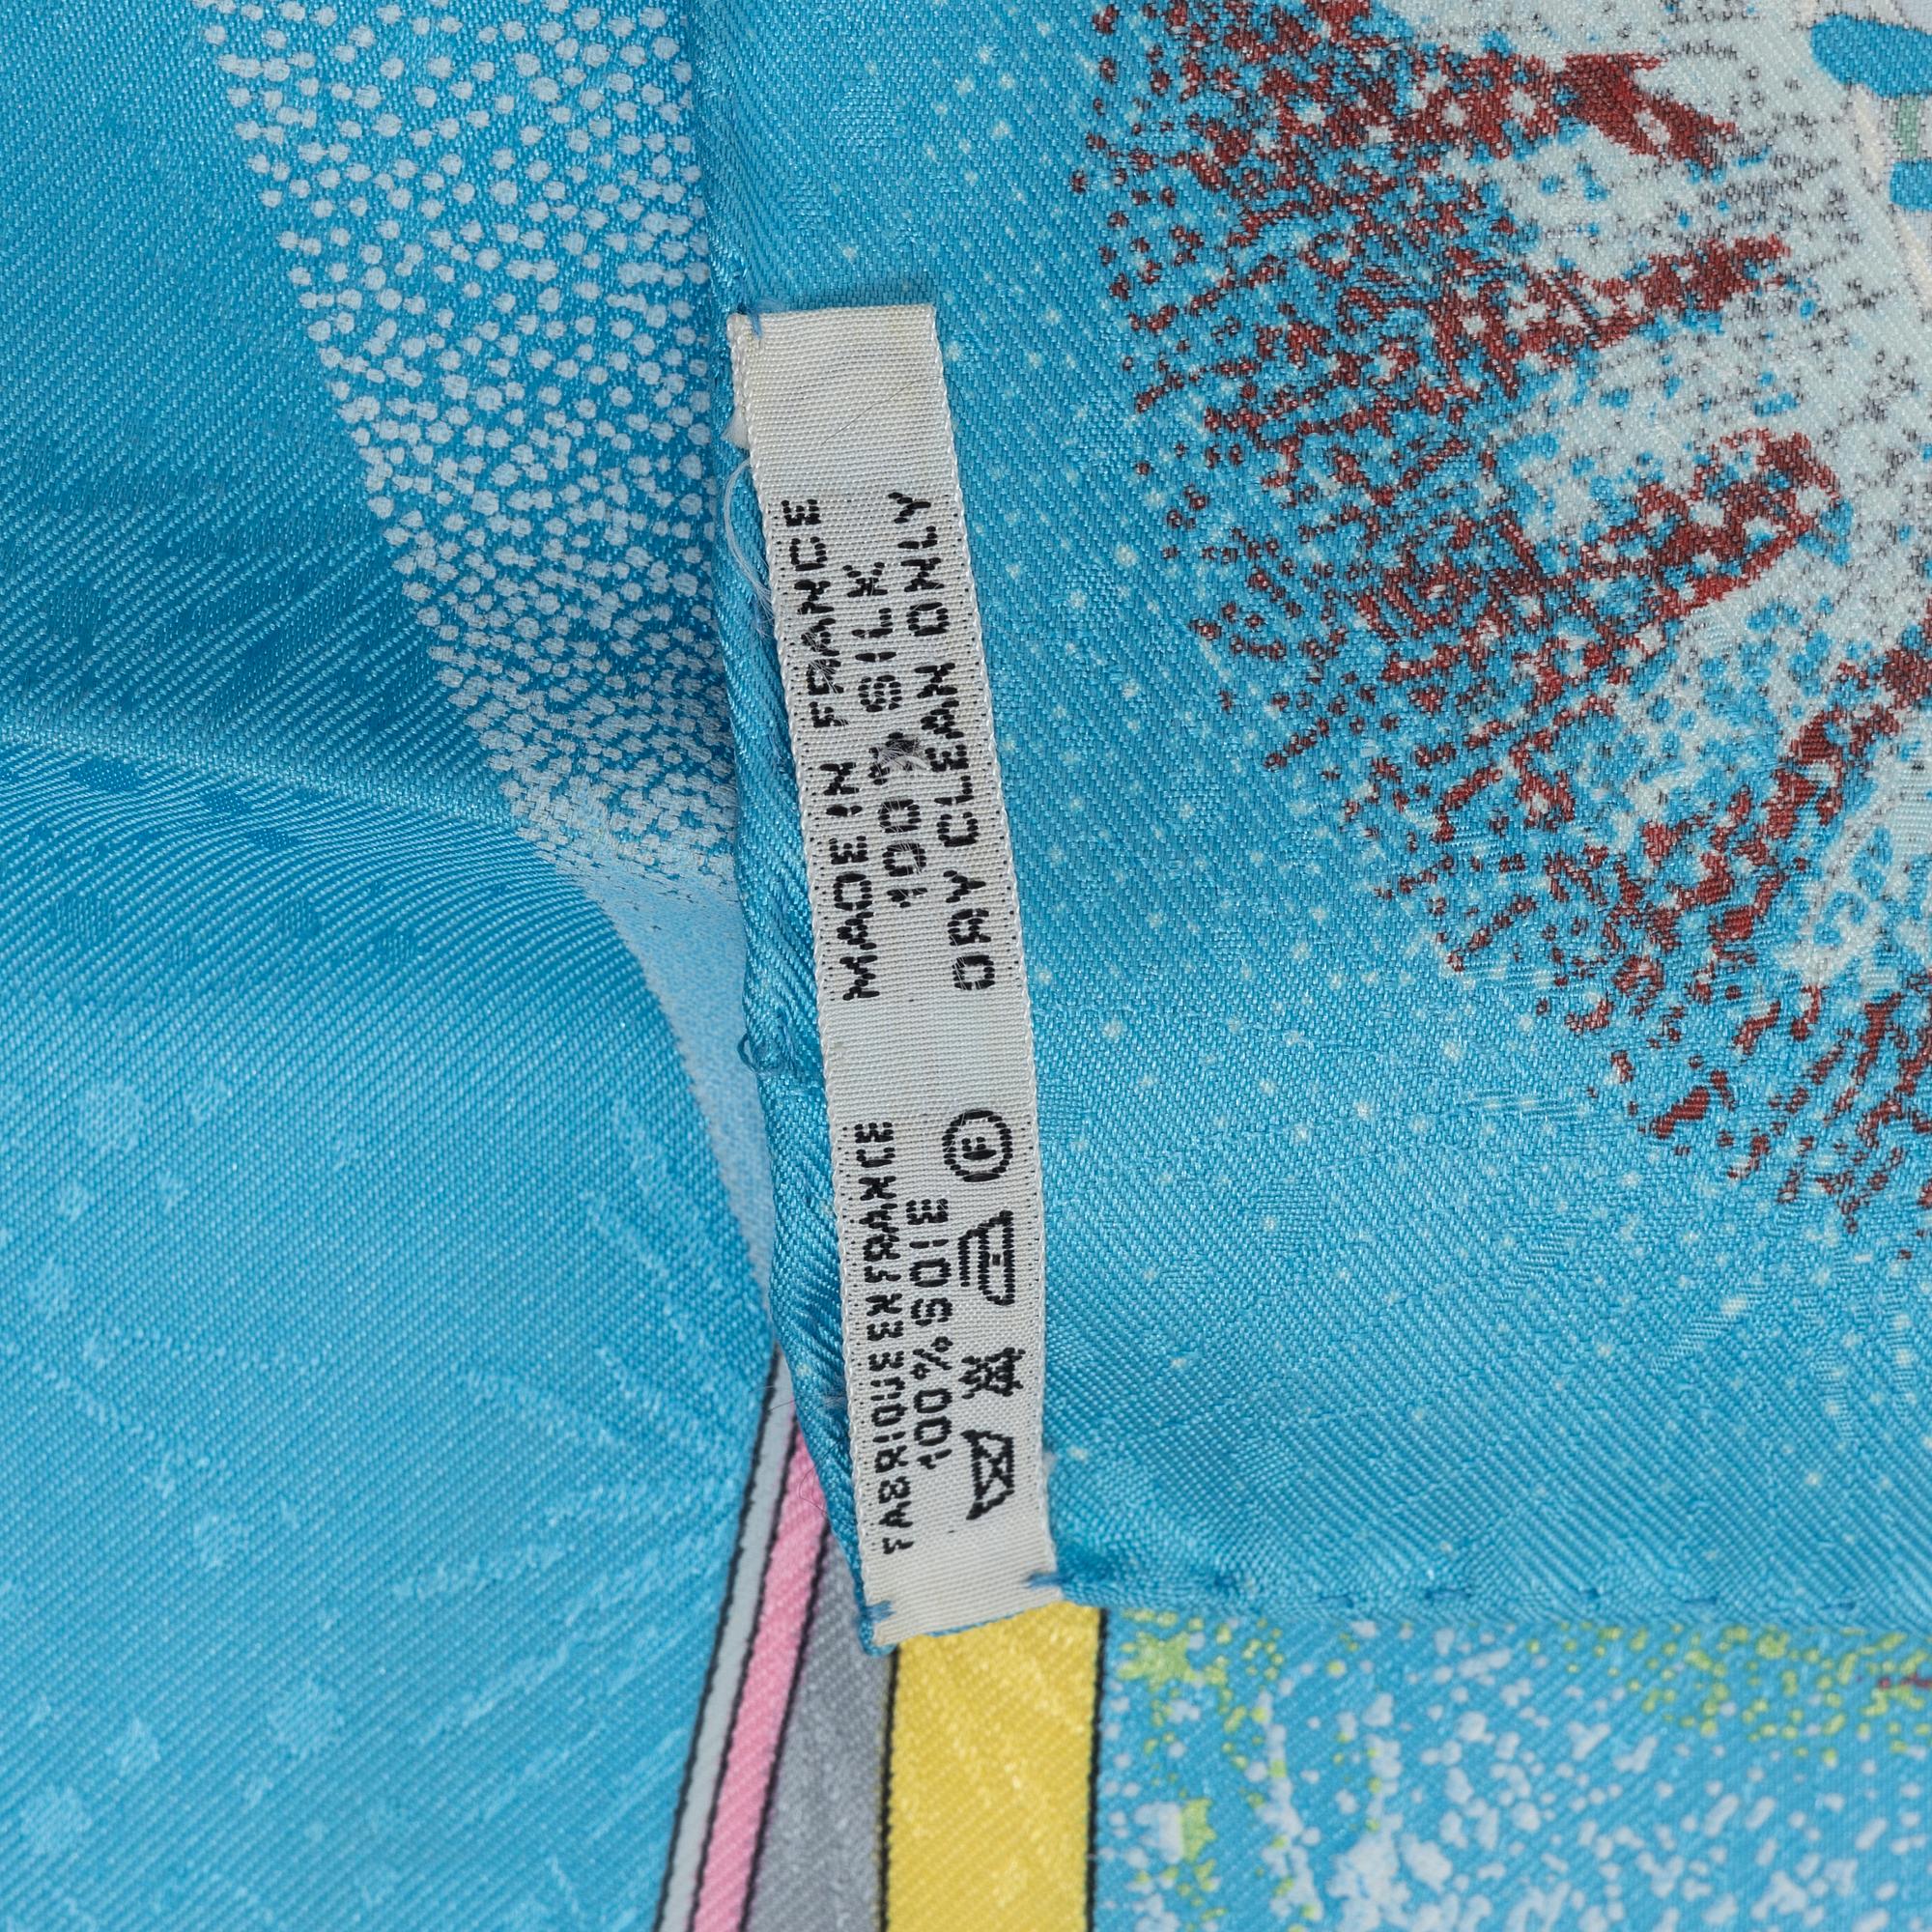 MADE IN FRANCE
100% SILK
DRY CLEAN ONLY
FABRIQUE EN FRANCE
100% SOIE
F